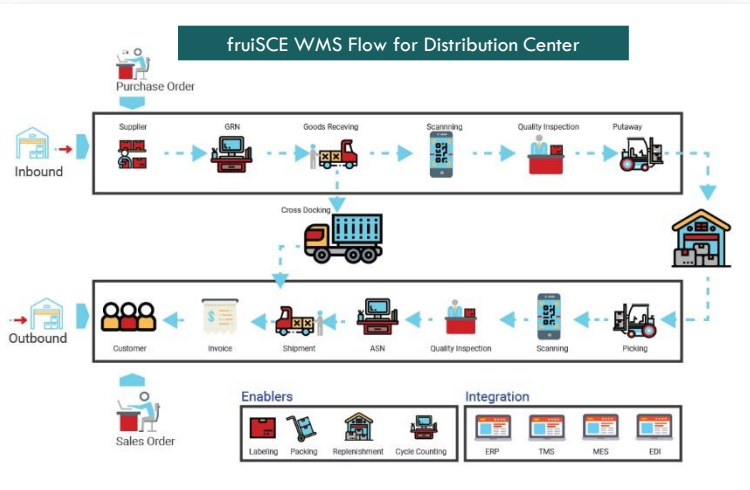 fruiSCE WMS Flow for Distribution Center
Purchase Order
Inbound
Supplier
GRN
Goods Receving
Scannning
Quality Inspection
Putaway
Cross Docking
Outbound
Customer
Invoice
Shipment
ASN
Quality Inspection
Scanning
Picking
Sales Order
Enablers
Labeling
Packing
Replenishment
Cycle Counting
Integration
ERP
TMS
MES
EDI